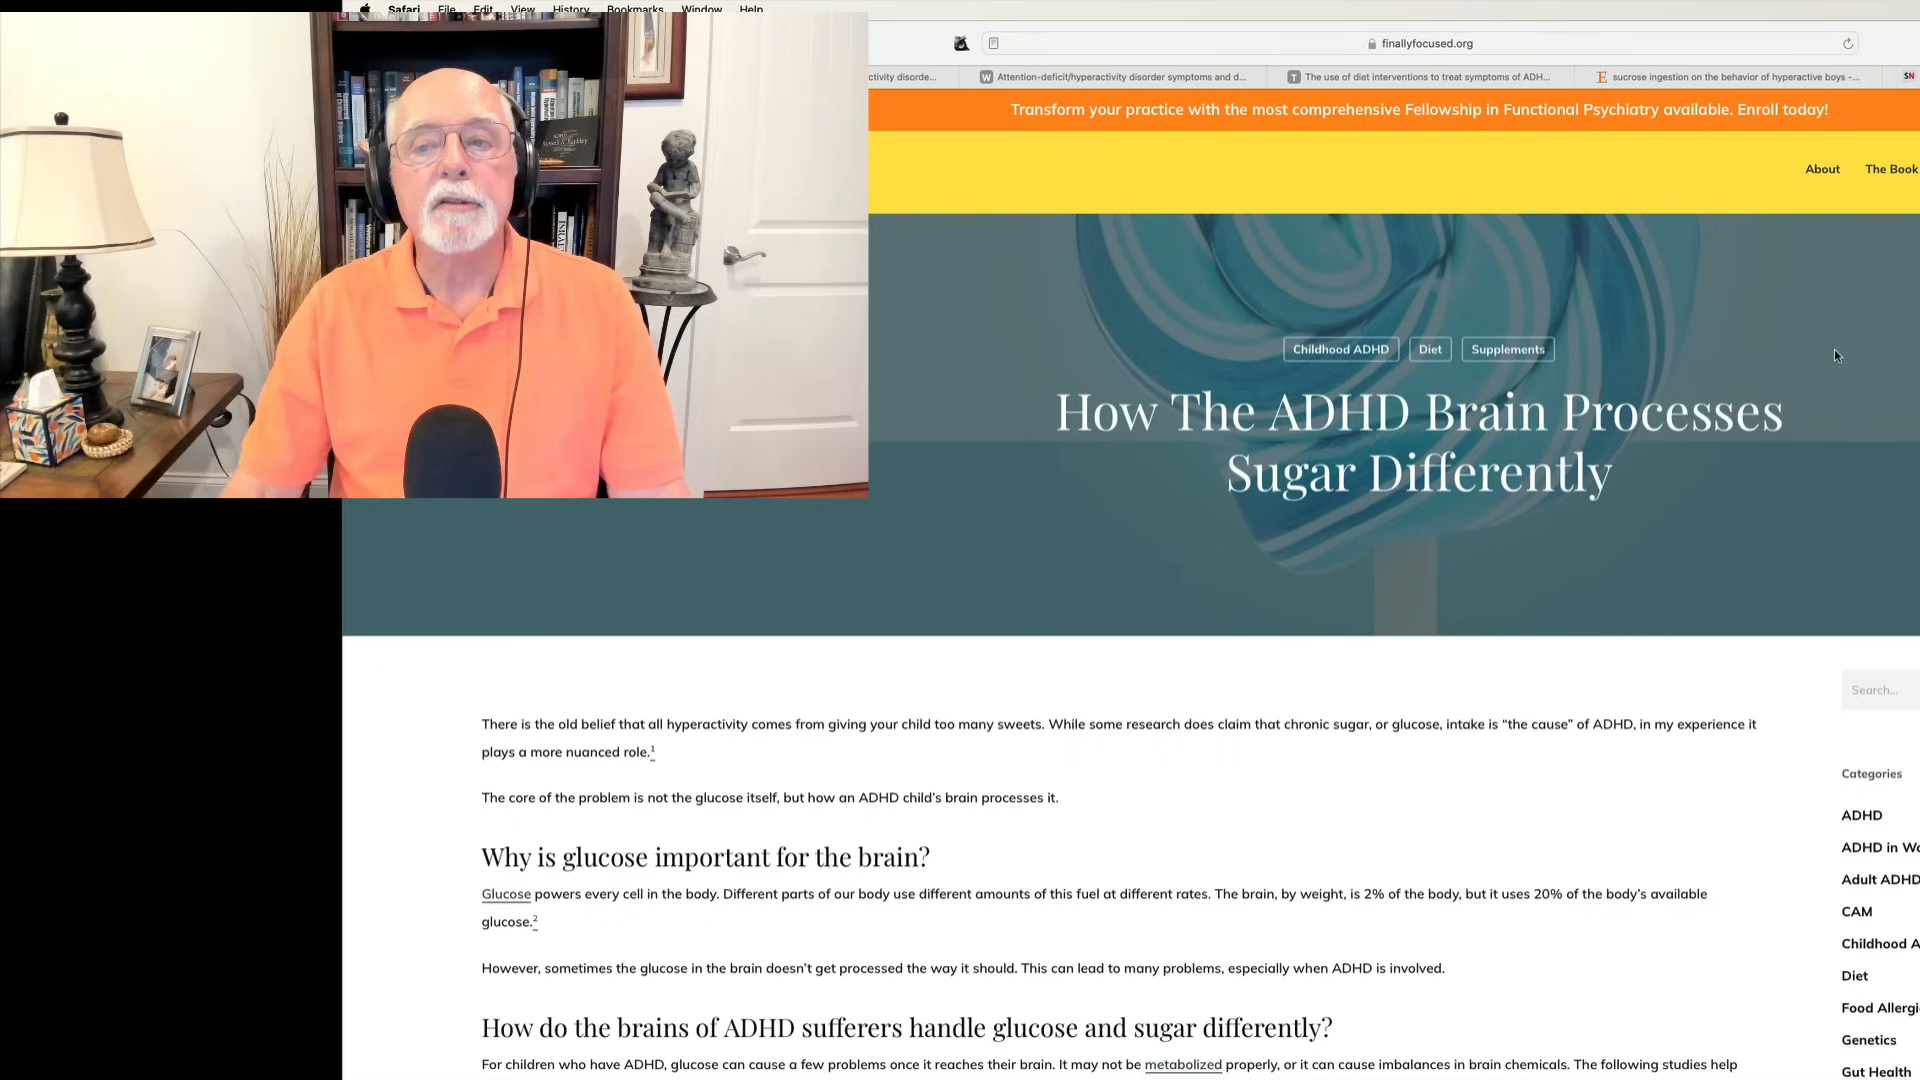 Safari File Edit View History Bookmarks Window Help
finallyfocused.org
ctivity disorde...
W Attention-deficit/hyperactivity disorder symptoms and d...
T The use of diet interventions to treat symptoms of ADH...
E sucrose ingestion on the behavior of hyperactive boys -...
SN
Transform your practice with the most comprehensive Fellowship in Functional Psychiatry available. Enroll today!
About The Book
Childhood ADHD Diet Supplements
How The ADHD Brain Processes
Sugar Differently
There is the old belief that all hyperactivity comes from giving your child too many sweets. While some research does claim that chronic sugar, or glucose, intake is “the cause” of ADHD, in my experience it
plays a more nuanced role.1
The core of the problem is not the glucose itself, but how an ADHD child’s brain processes it.
Why is glucose important for the brain?
Glucose powers every cell in the body. Different parts of our body use different amounts of this fuel at different rates. The brain, by weight, is 2% of the body, but it uses 20% of the body’s available
glucose.2
However, sometimes the glucose in the brain doesn’t get processed the way it should. This can lead to many problems, especially when ADHD is involved.
How do the brains of ADHD sufferers handle glucose and sugar differently?
For children who have ADHD, glucose can cause a few problems once it reaches their brain. It may not be metabolized properly, or it can cause imbalances in brain chemicals. The following studies help
Search...
Categories
ADHD
ADHD in Wo
Adult ADHD
CAM
Childhood A
Diet
Food Allergi
Genetics
Gut Health